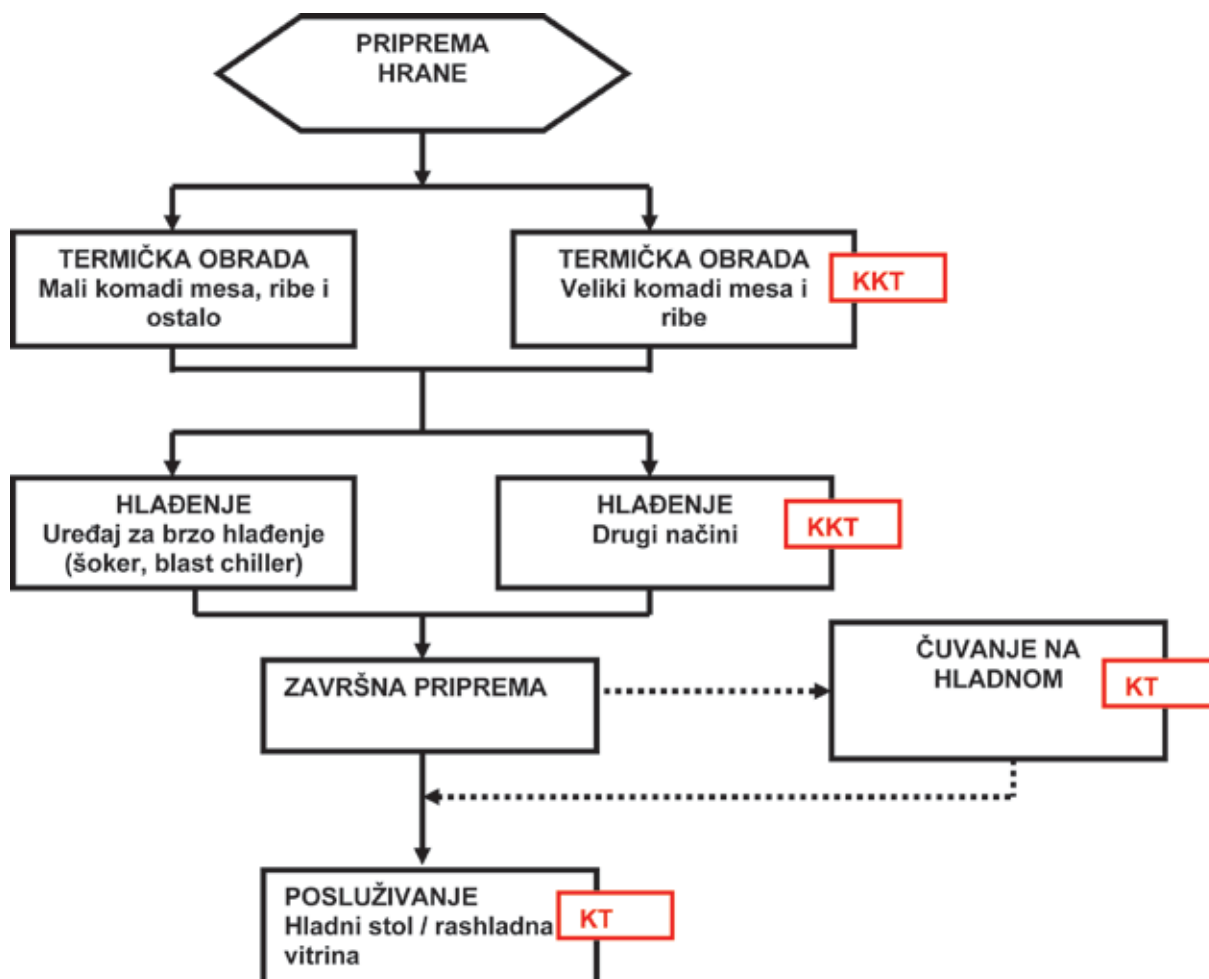 PRIPREMA
HRANE
TERMIČKA OBRADA
Mali komadi mesa, ribe i
ostalo
TERMIČKA OBRADA
Veliki komadi mesa i
ribe
KKT
HLAĐENJE
Uređaj za brzo hlađenje
(šoker, blast chiller)
HLAĐENJE
Drugi načini
KKT
ZAVRŠNA PRIPREMA
ČUVANJE NA
HLADNOM
KT
POSLUŽIVANJE
Hladni stol / rashladna
vitrina
KT